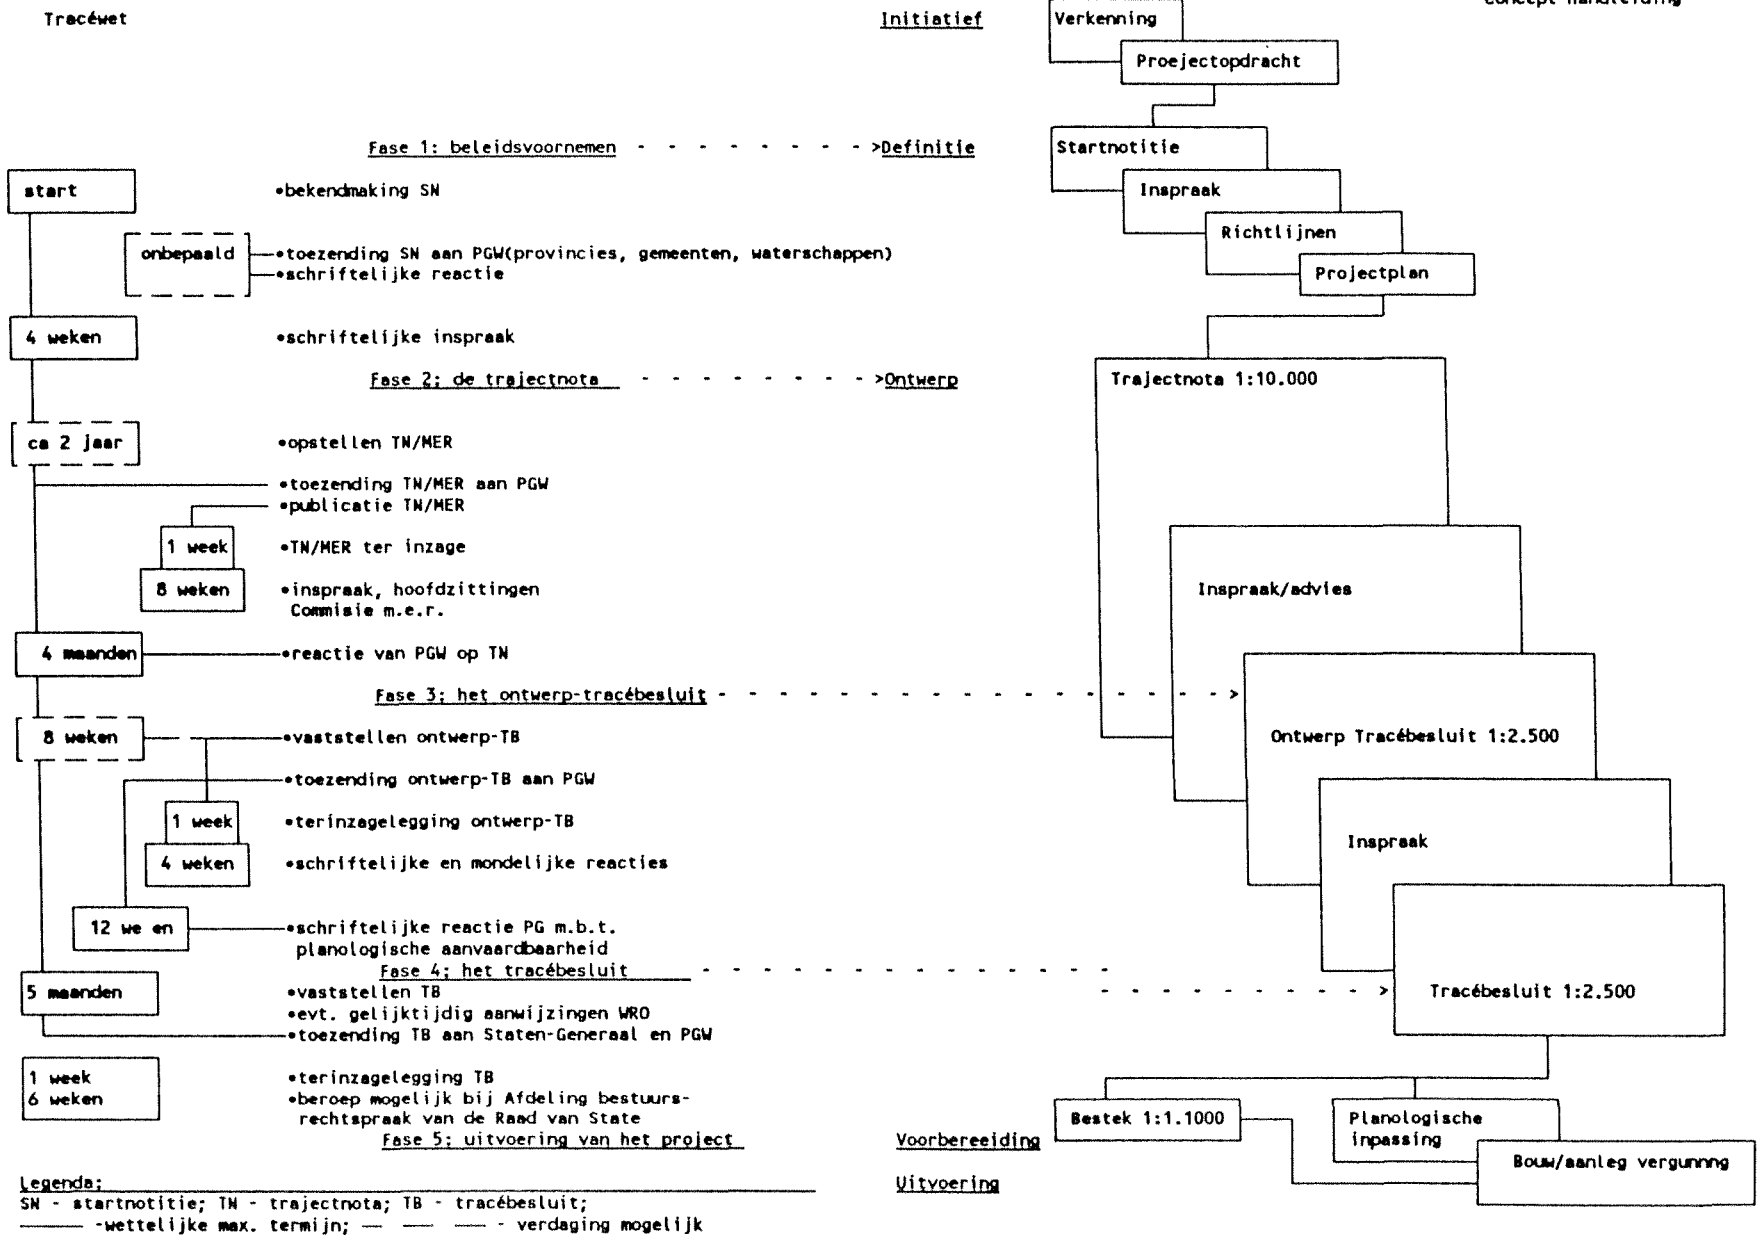 Tracéwet
Initiatief
Verkenning
Concept handleiding
Proejectopdracht
Fase 1: beleidsvoornemen - - - - - - - - >Definitie
Startnotitie
start
•bekendmaking SN
Inspraak
Richtlijnen
onbepaald
•toezending SN aan PGW(provincies, gemeenten, waterschappen)
•schriftelijke reactie
Projectplan
4 weken
•schriftelijke inspraak
Fase 2; de trajectnota - - - - - - - - >Ontwerp
Trajectnota 1:10.000
ca 2 jaar
•opstellen TN/MER
•toezending TN/MER aan PGW
•publicatie TN/MER
1 week
•TN/MER ter inzage
8 weken
•inspraak, hoofdzittingen
Commisie m.e.r.
Inspraak/advies
4 maanden
•reactie van PGW op TN
Fase 3; het ontwerp-tracébesluit - - - - - - - - - - - - - - - - - >
8 weken
•vaststellen ontwerp-TB
Ontwerp Tracébesluit 1:2.500
•toezending ontwerp-TB aan PGW
1 week
•terinzagelegging ontwerp-TB
4 weken
•schriftelijke en mondelijke reacties
Inspraak
12 we en
•schriftelijke reactie PG m.b.t.
planologische aanvaardbaarheid
Fase 4; het tracébesluit - - - - - - - - - - - - - -
5 maanden
•vaststellen TB
- - - - - - - - - >
Tracébesluit 1:2.500
•evt. gelijktijdig aanwijzingen WRO
•toezending TB aan Staten-Generaal en PGW
1 week
•terinzagelegging TB
6 weken
•beroep mogelijk bij Afdeling bestuurs-
rechtspraak van de Raad van State
Fase 5; uitvoering van het project
Voorbereeiding
Bestek 1:1.1000
Planologische
inpassing
Bouw/aanleg vergunnng
Uitvoering
Legenda;
SN - startnotitie; TN - trajectnota; TB - tracébesluit;
——— -wettelijke max. termijn; — — — - verdaging mogelijk